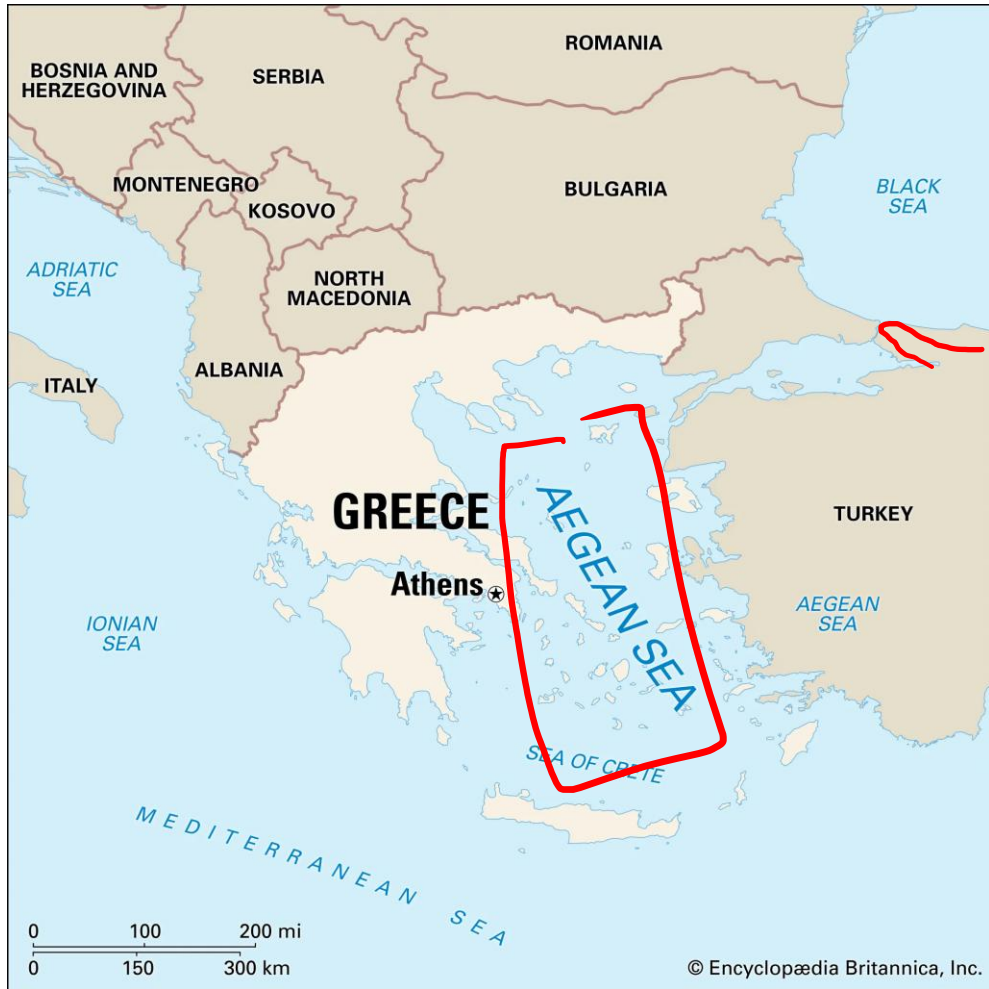 ROMANIA
BOSNIA AND
HERZEGOVINA
SERBIA
MONTENEGRO
KOSOVO
BULGARIA
BLACK
SEA
ADRIATIC
SEA
NORTH
MACEDONIA
ITALY
ALBANIA
GREECE
AEGEAN SEA
TURKEY
Athens
IONIAN
SEA
AEGEAN
SEA
SEA OF CRETE
MEDITERRANEAN SEA
0 100 200 mi
0 150 300 km
© Encyclopædia Britannica, Inc.